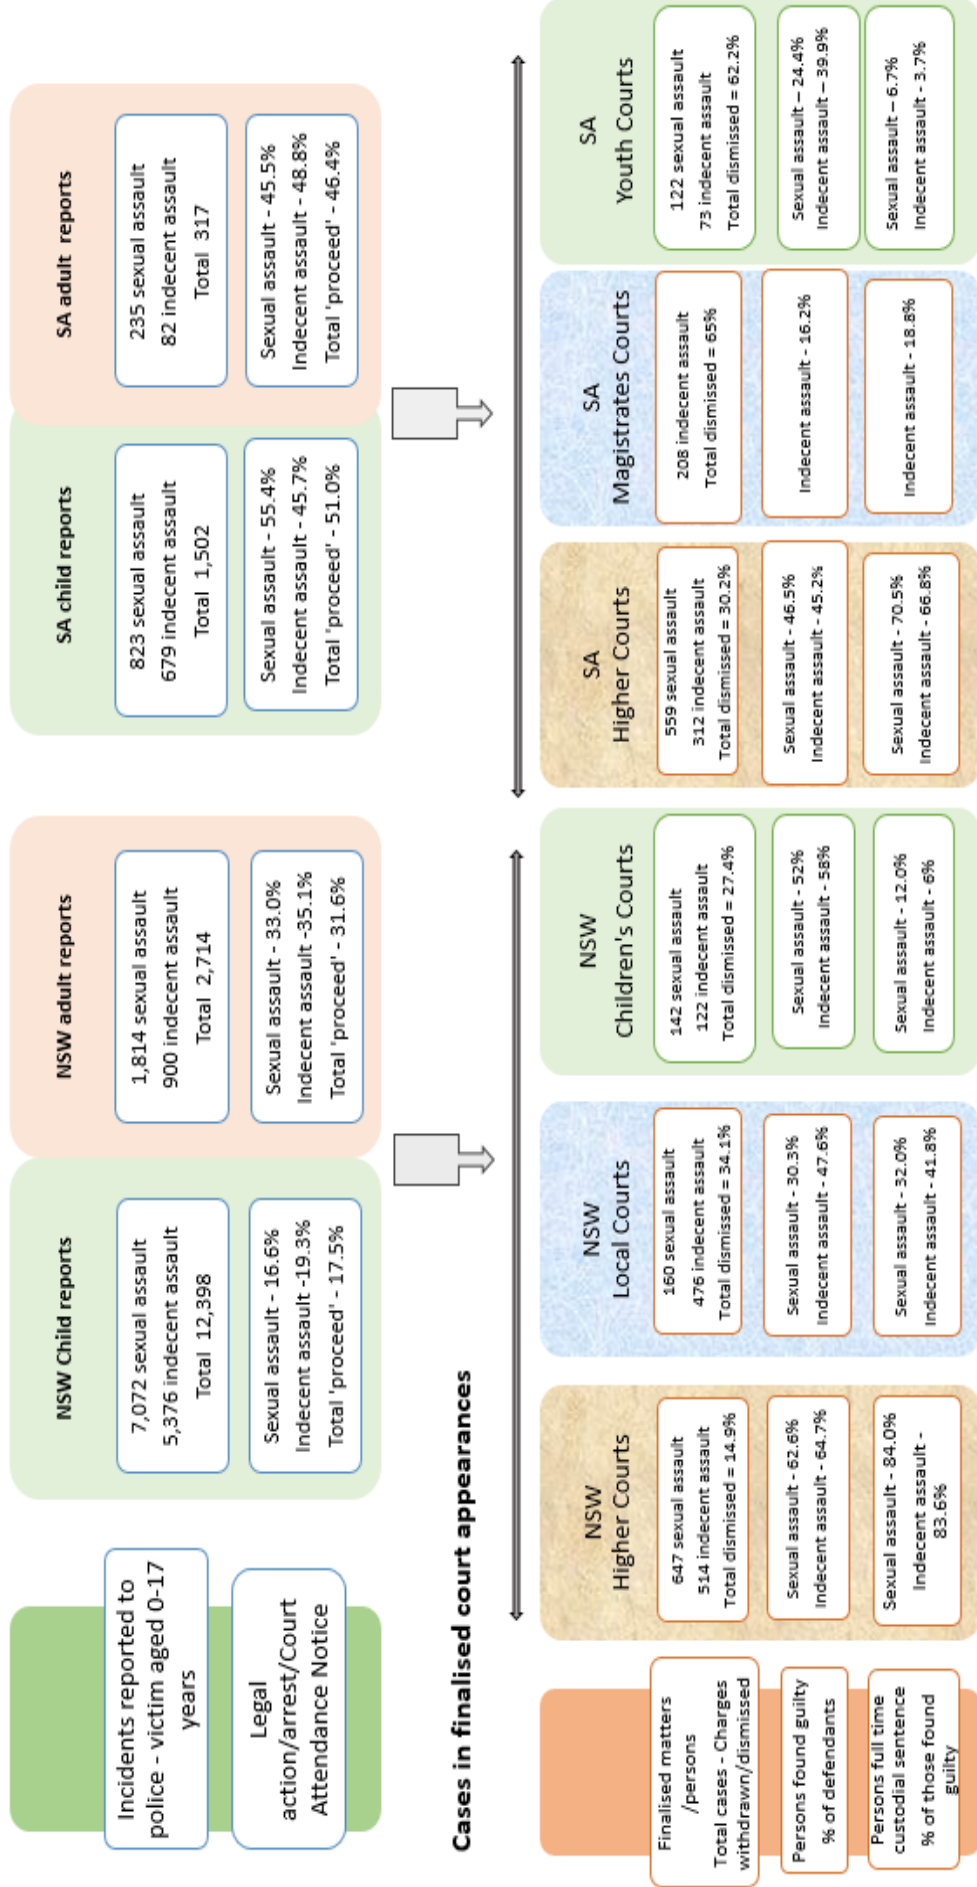 Incidents reported to
police - victim aged 0-17
years
Legal
action/arrest/Court
Attendance Notice
NSW Child reports
7,072 sexual assault
5,376 indecent assault
Total 12,398
Sexual assault - 16.6%
Indecent assault -19.3%
Total 'proceed' - 17.5%
NSW adult reports
1,814 sexual assault
900 indecent assault
Total 2,714
Sexual assault - 33.0%
Indecent assault -35.1%
Total 'proceed' - 31.6%
SA child reports
823 sexual assault
679 indecent assault
Total 1,502
Sexual assault - 55.4%
Indecent assault - 45.7%
Total 'proceed' - 51.0%
SA adult reports
235 sexual assault
82 indecent assault
Total 317
Sexual assault - 45.5%
Indecent assault - 48.8%
Total 'proceed' - 46.4%
Cases in finalised court appearances
Finalised matters
/persons
Total cases - Charges
withdrawn/dismissed
Persons found guilty
% of defendants
Persons full time
custodial sentence
% of those found
guilty
NSW
Higher Courts
647 sexual assault
514 indecent assault
Total dismissed = 14.9%
Sexual assault - 62.6%
Indecent assault - 64.7%
Sexual assault - 84.0%
Indecent assault -
83.6%
NSW
Local Courts
160 sexual assault
476 indecent assault
Total dismissed = 34.1%
Sexual assault - 30.3%
Indecent assault - 47.6%
Sexual assault - 32.0%
Indecent assault - 41.8%
NSW
Children's Courts
142 sexual assault
122 indecent assault
Total dismissed = 27.4%
Sexual assault - 52%
Indecent assault - 58%
Sexual assault - 12.0%
Indecent assault - 6%
SA
Higher Courts
559 sexual assault
312 indecent assault
Total dismissed = 30.2%
Sexual assault - 46.5%
Indecent assault - 45.2%
Sexual assault - 70.5%
Indecent assault - 66.8%
SA
Magistrates Courts
208 indecent assault
Total dismissed = 65%
Indecent assault - 16.2%
Indecent assault - 18.8%
SA
Youth Courts
122 sexual assault
73 indecent assault
Total dismissed = 62.2%
Sexual assault – 24.4%
Indecent assault – 39.9%
Sexual assault – 6.7%
Indecent assault - 3.7%